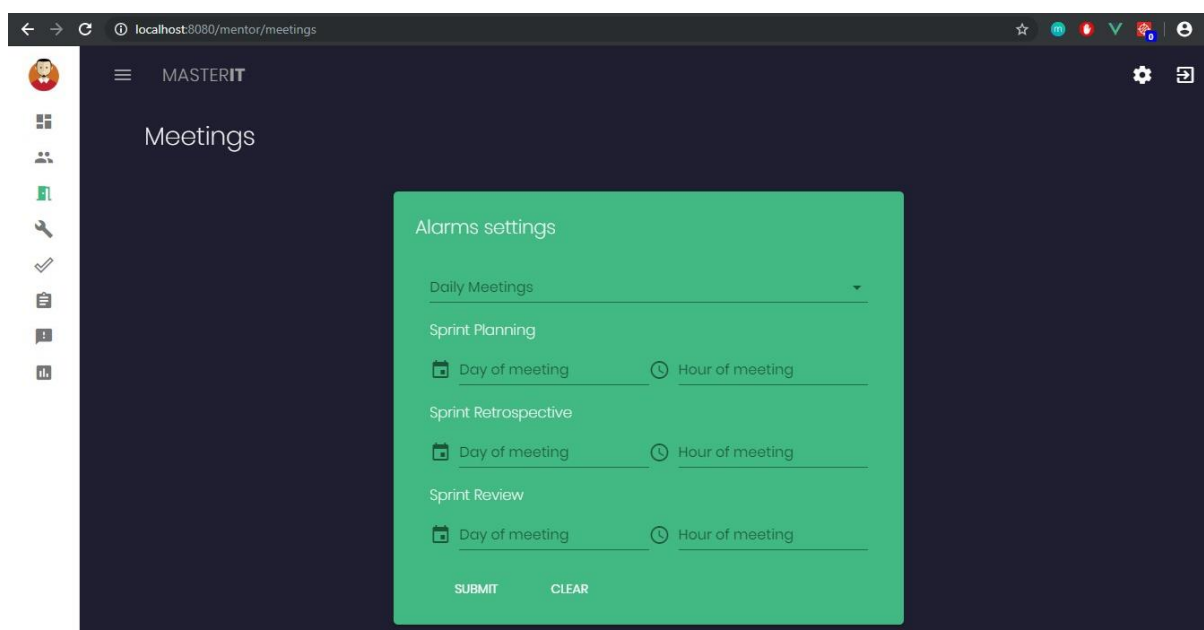 localhost:8080/mentor/meetings
m
0
MASTERIT
Meetings
Alarms settings
Daily Meetings
Sprint Planning
Day of meeting Hour of meeting
Sprint Retrospective
Day of meeting Hour of meeting
Sprint Review
Day of meeting Hour of meeting
SUBMIT CLEAR